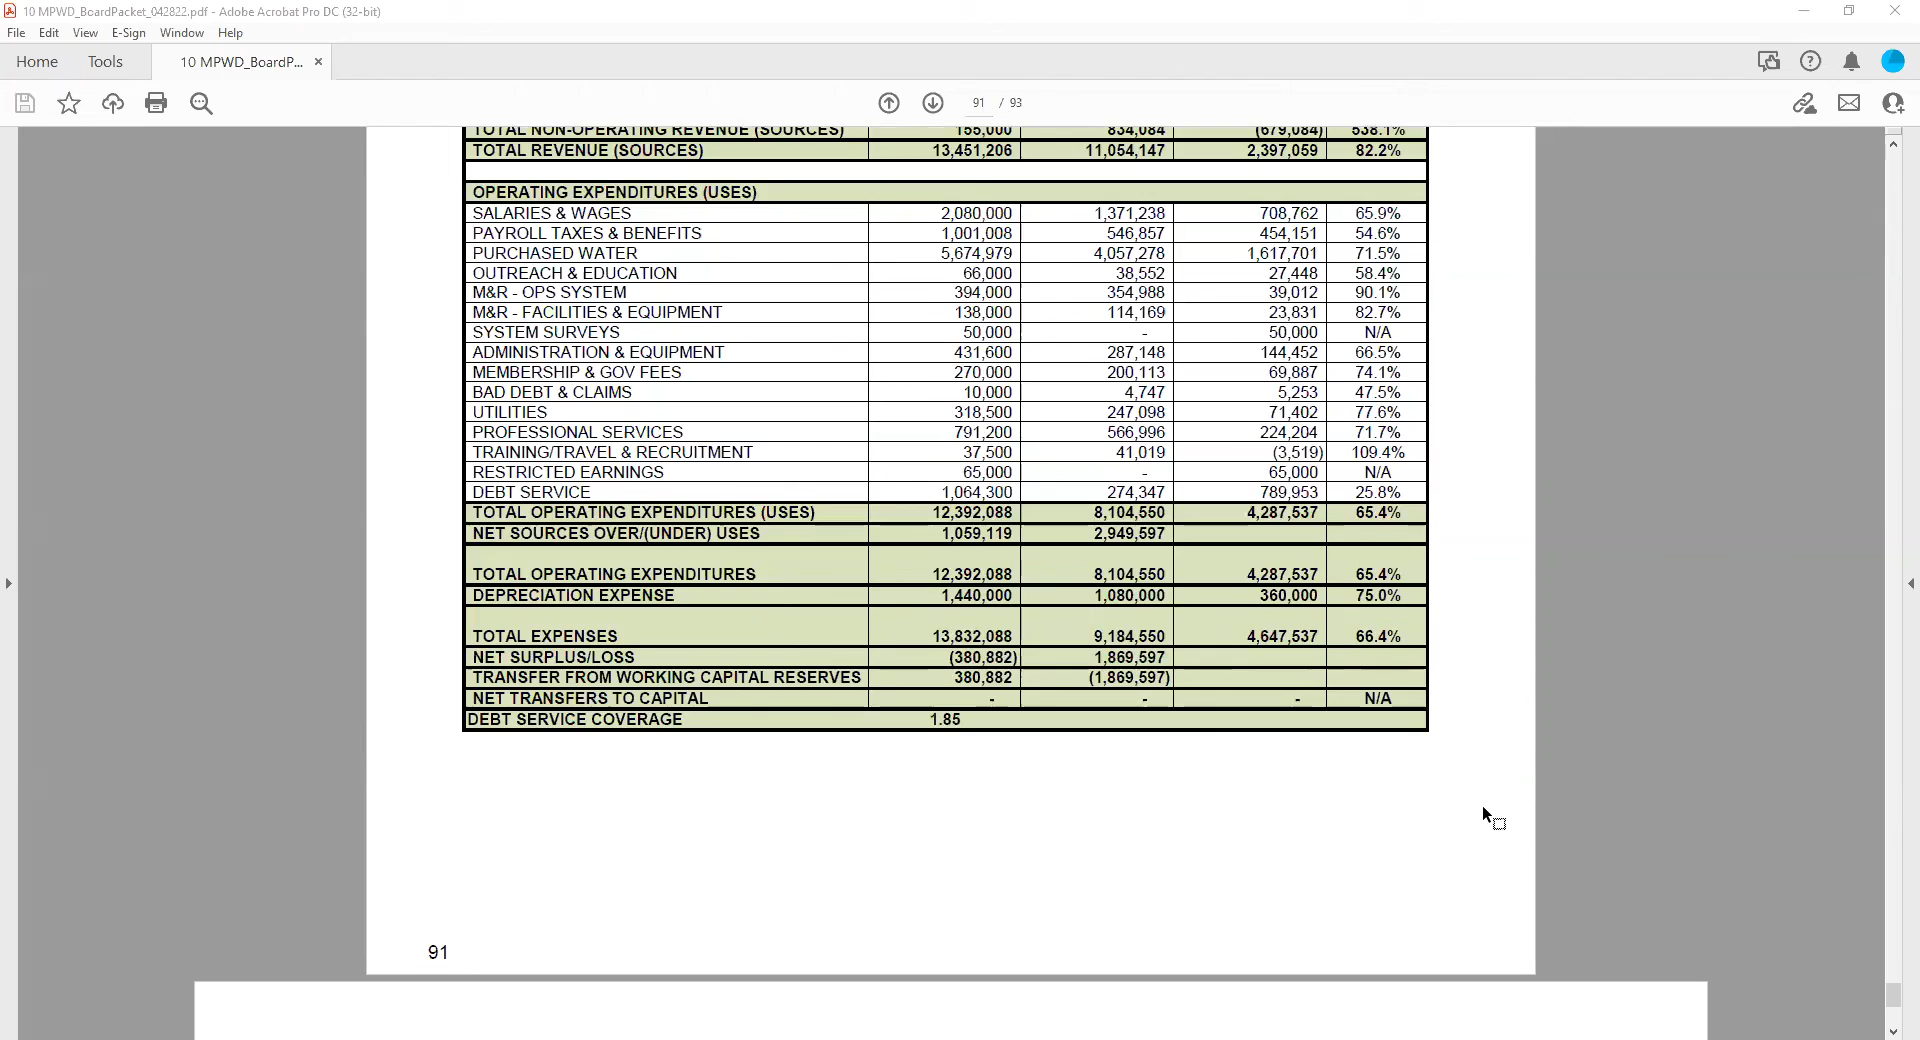 10 MPWD_BoardPacket_042822.pdf - Adobe Acrobat Pro DC (32-bit)
File Edit View E-Sign Window Help
Home Tools 10 MPWD_BoardP... ×
91 / 93
TOTAL NON-OPERATING REVENUE (SOURCES) 155,000 834,084 (679,084) 538.1%
TOTAL REVENUE (SOURCES) 13,451,206 11,054,147 2,397,059 82.2%
OPERATING EXPENDITURES (USES)
SALARIES & WAGES 2,080,000 1,371,238 708,762 65.9%
PAYROLL TAXES & BENEFITS 1,001,008 546,857 454,151 54.6%
PURCHASED WATER 5,674,979 4,057,278 1,617,701 71.5%
OUTREACH & EDUCATION 66,000 38,552 27,448 58.4%
M&R - OPS SYSTEM 394,000 354,988 39,012 90.1%
M&R - FACILITIES & EQUIPMENT 138,000 114,169 23,831 82.7%
SYSTEM SURVEYS 50,000 - 50,000 N/A
ADMINISTRATION & EQUIPMENT 431,600 287,148 144,452 66.5%
MEMBERSHIP & GOV FEES 270,000 200,113 69,887 74.1%
BAD DEBT & CLAIMS 10,000 4,747 5,253 47.5%
UTILITIES 318,500 247,098 71,402 77.6%
PROFESSIONAL SERVICES 791,200 566,996 224,204 71.7%
TRAINING/TRAVEL & RECRUITMENT 37,500 41,019 (3,519) 109.4%
RESTRICTED EARNINGS 65,000 - 65,000 N/A
DEBT SERVICE 1,064,300 274,347 789,953 25.8%
TOTAL OPERATING EXPENDITURES (USES) 12,392,088 8,104,550 4,287,537 65.4%
NET SOURCES OVER/(UNDER) USES 1,059,119 2,949,597
TOTAL OPERATING EXPENDITURES 12,392,088 8,104,550 4,287,537 65.4%
DEPRECIATION EXPENSE 1,440,000 1,080,000 360,000 75.0%
TOTAL EXPENSES 13,832,088 9,184,550 4,647,537 66.4%
NET SURPLUS/LOSS (380,882) 1,869,597
TRANSFER FROM WORKING CAPITAL RESERVES 380,882 (1,869,597)
NET TRANSFERS TO CAPITAL - - - N/A
DEBT SERVICE COVERAGE 1.85
91